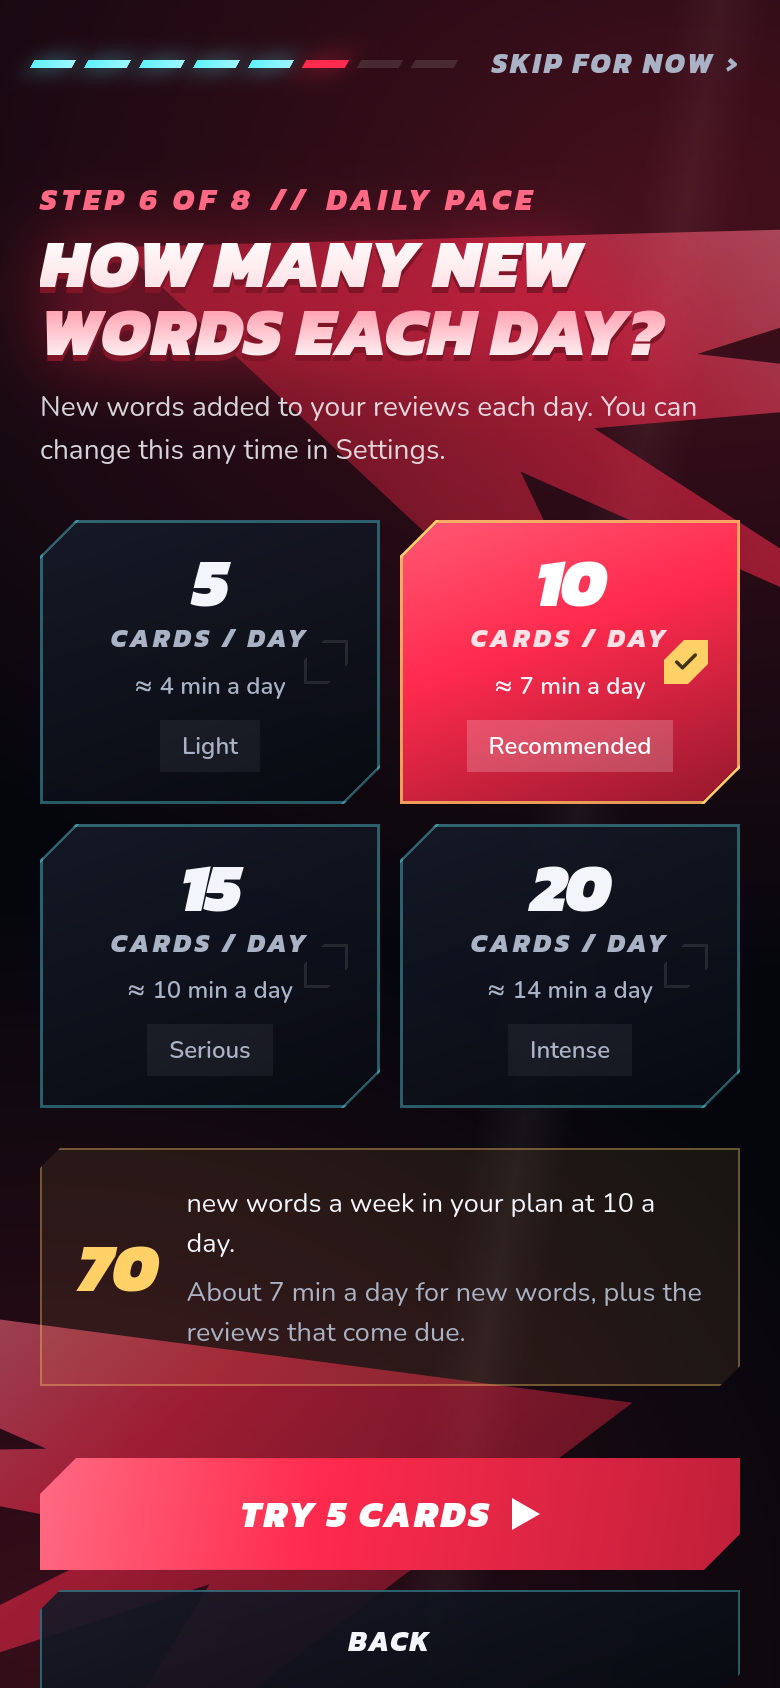 SKIP FOR NOW >
STEP 6 OF 8 // DAILY PACE
HOW MANY NEW
WORDS EACH DAY?
New words added to your reviews each day. You can
change this any time in Settings.
5
CARDS / DAY
≈ 4 min a day
Light
10
CARDS / DAY
≈ 7 min a day
Recommended
15
CARDS / DAY
≈ 10 min a day
Serious
20
CARDS / DAY
≈ 14 min a day
Intense
70
new words a week in your plan at 10 a
day.
About 7 min a day for new words, plus the
reviews that come due.
TRY 5 CARDS
BACK